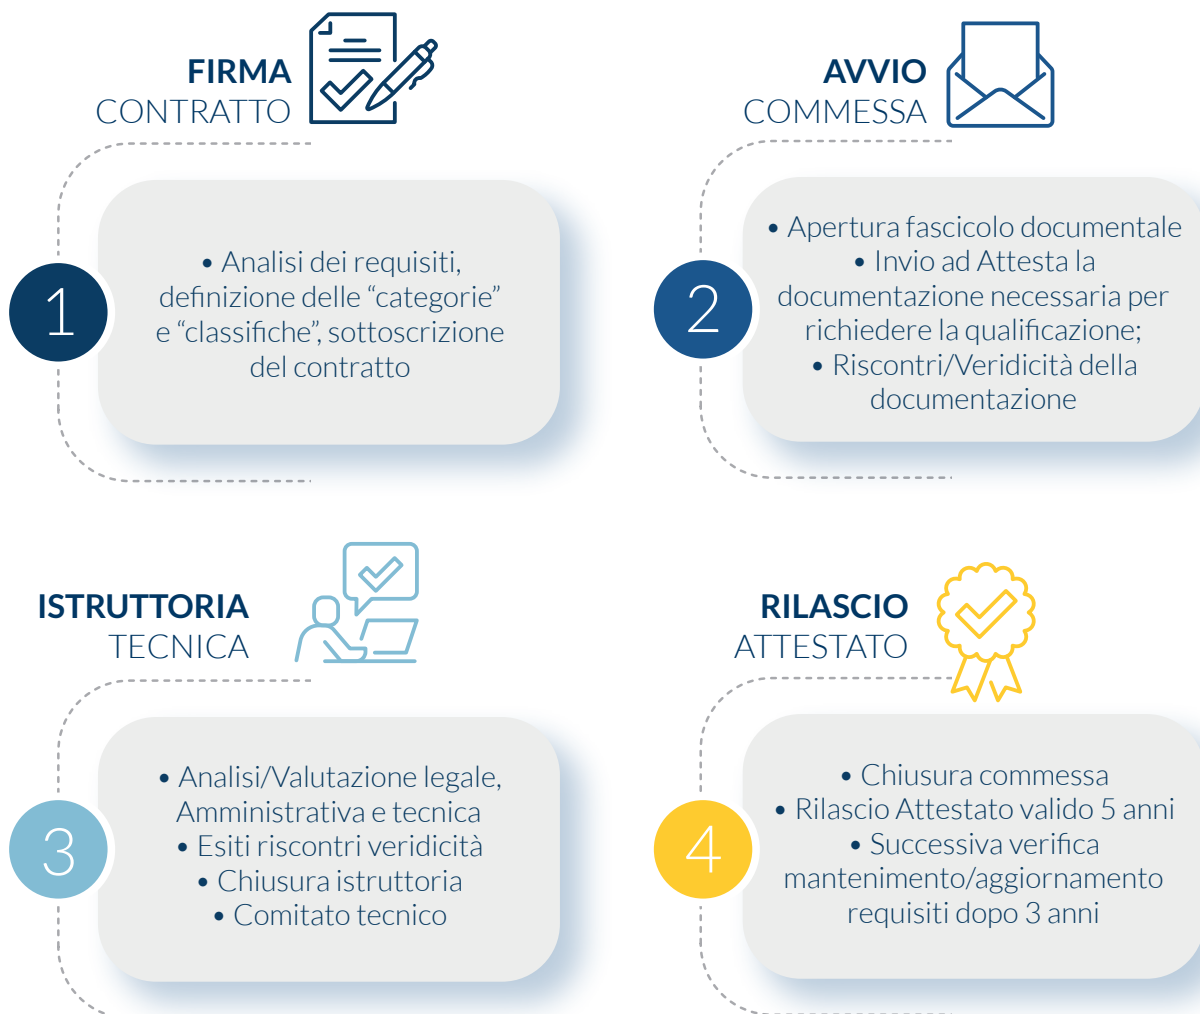 FIRMA
CONTRATTO
1
• Analisi dei requisiti,
definizione delle “categorie”
e “classifiche”, sottoscrizione
del contratto
AVVIO
COMMESSA
2
• Apertura fascicolo documentale
• Invio ad Attesta la
documentazione necessaria per
richiedere la qualificazione;
• Riscontri/Veridicità della
documentazione
ISTRUTTORIA
TECNICA
3
• Analisi/Valutazione legale,
Amministrativa e tecnica
• Esiti riscontri veridicità
• Chiusura istruttoria
• Comitato tecnico
RILASCIO
ATTESTATO
4
• Chiusura commessa
• Rilascio Attestato valido 5 anni
• Successiva verifica
mantenimento/aggiornamento
requisiti dopo 3 anni